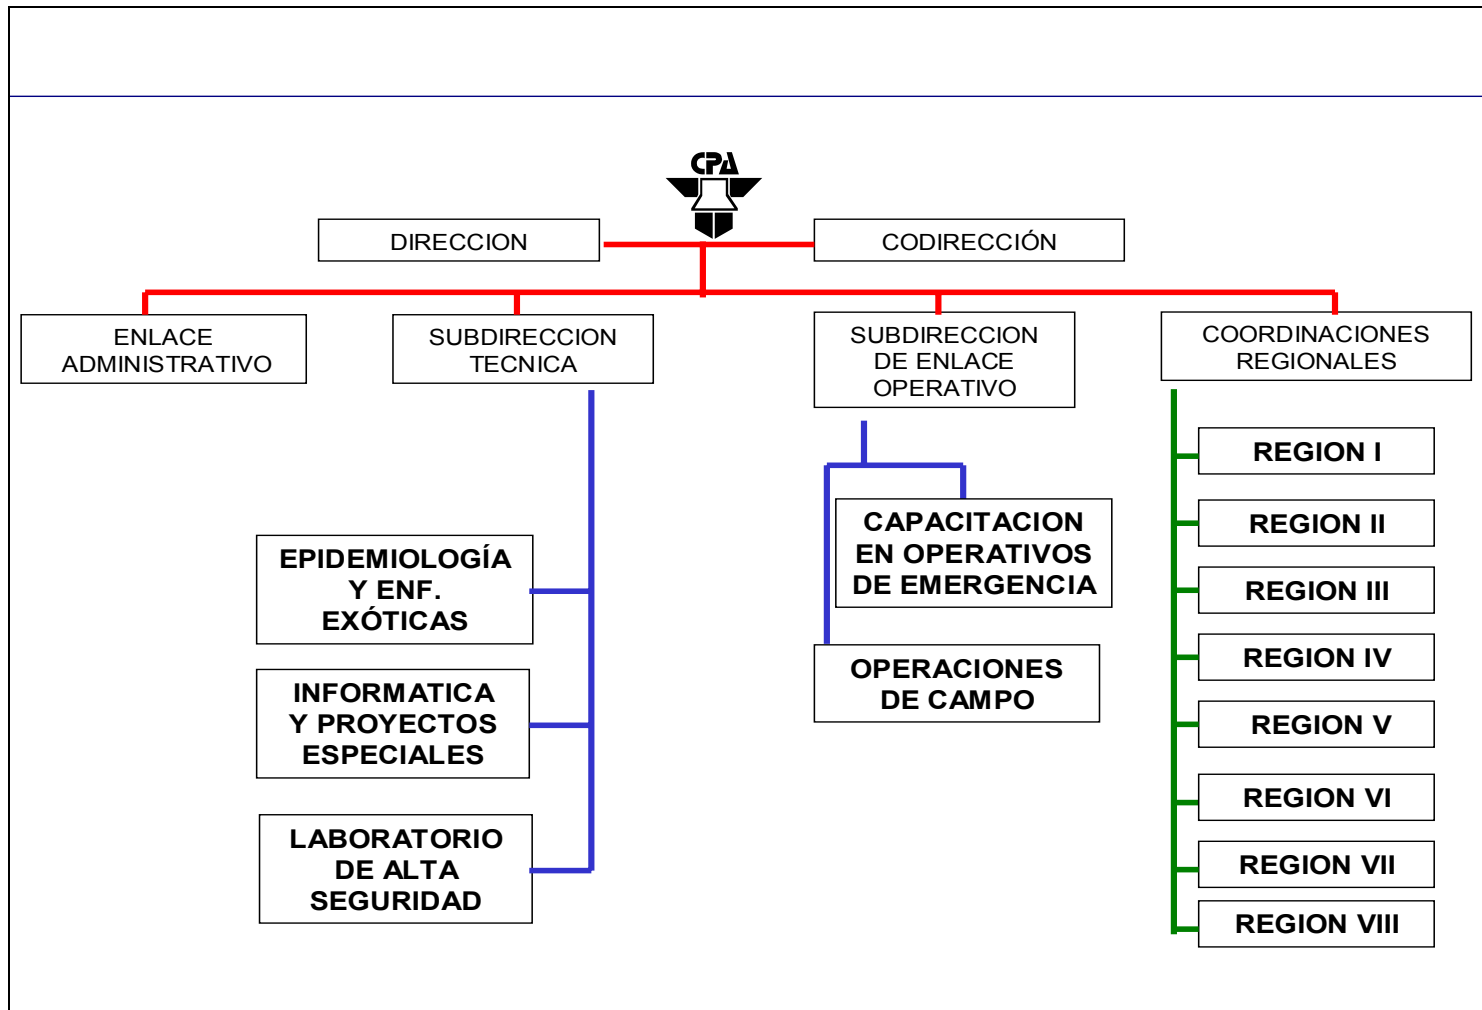 CPA
DIRECCION
CODIRECCIÓN
ENLACE
ADMINISTRATIVO
SUBDIRECCION
TECNICA
SUBDIRECCION
DE ENLACE
OPERATIVO
COORDINACIONES
REGIONALES
EPIDEMIOLOGÍA
Y ENF.
EXÓTICAS
INFORMATICA
Y PROYECTOS
ESPECIALES
LABORATORIO
DE ALTA
SEGURIDAD
CAPACITACION
EN OPERATIVOS
DE EMERGENCIA
OPERACIONES
DE CAMPO
REGION I
REGION II
REGION III
REGION IV
REGION V
REGION VI
REGION VII
REGION VIII